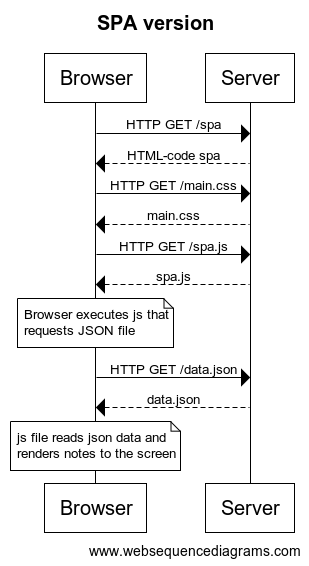 SPA version
Browser
Server
HTTP GET /spa
HTML-code spa
HTTP GET /main.css
main.css
HTTP GET /spa.js
spa.js
Browser executes js that
requests JSON file
HTTP GET /data.json
data.json
js file reads json data and
renders notes to the screen
Browser
Server
www.websequencediagrams.com